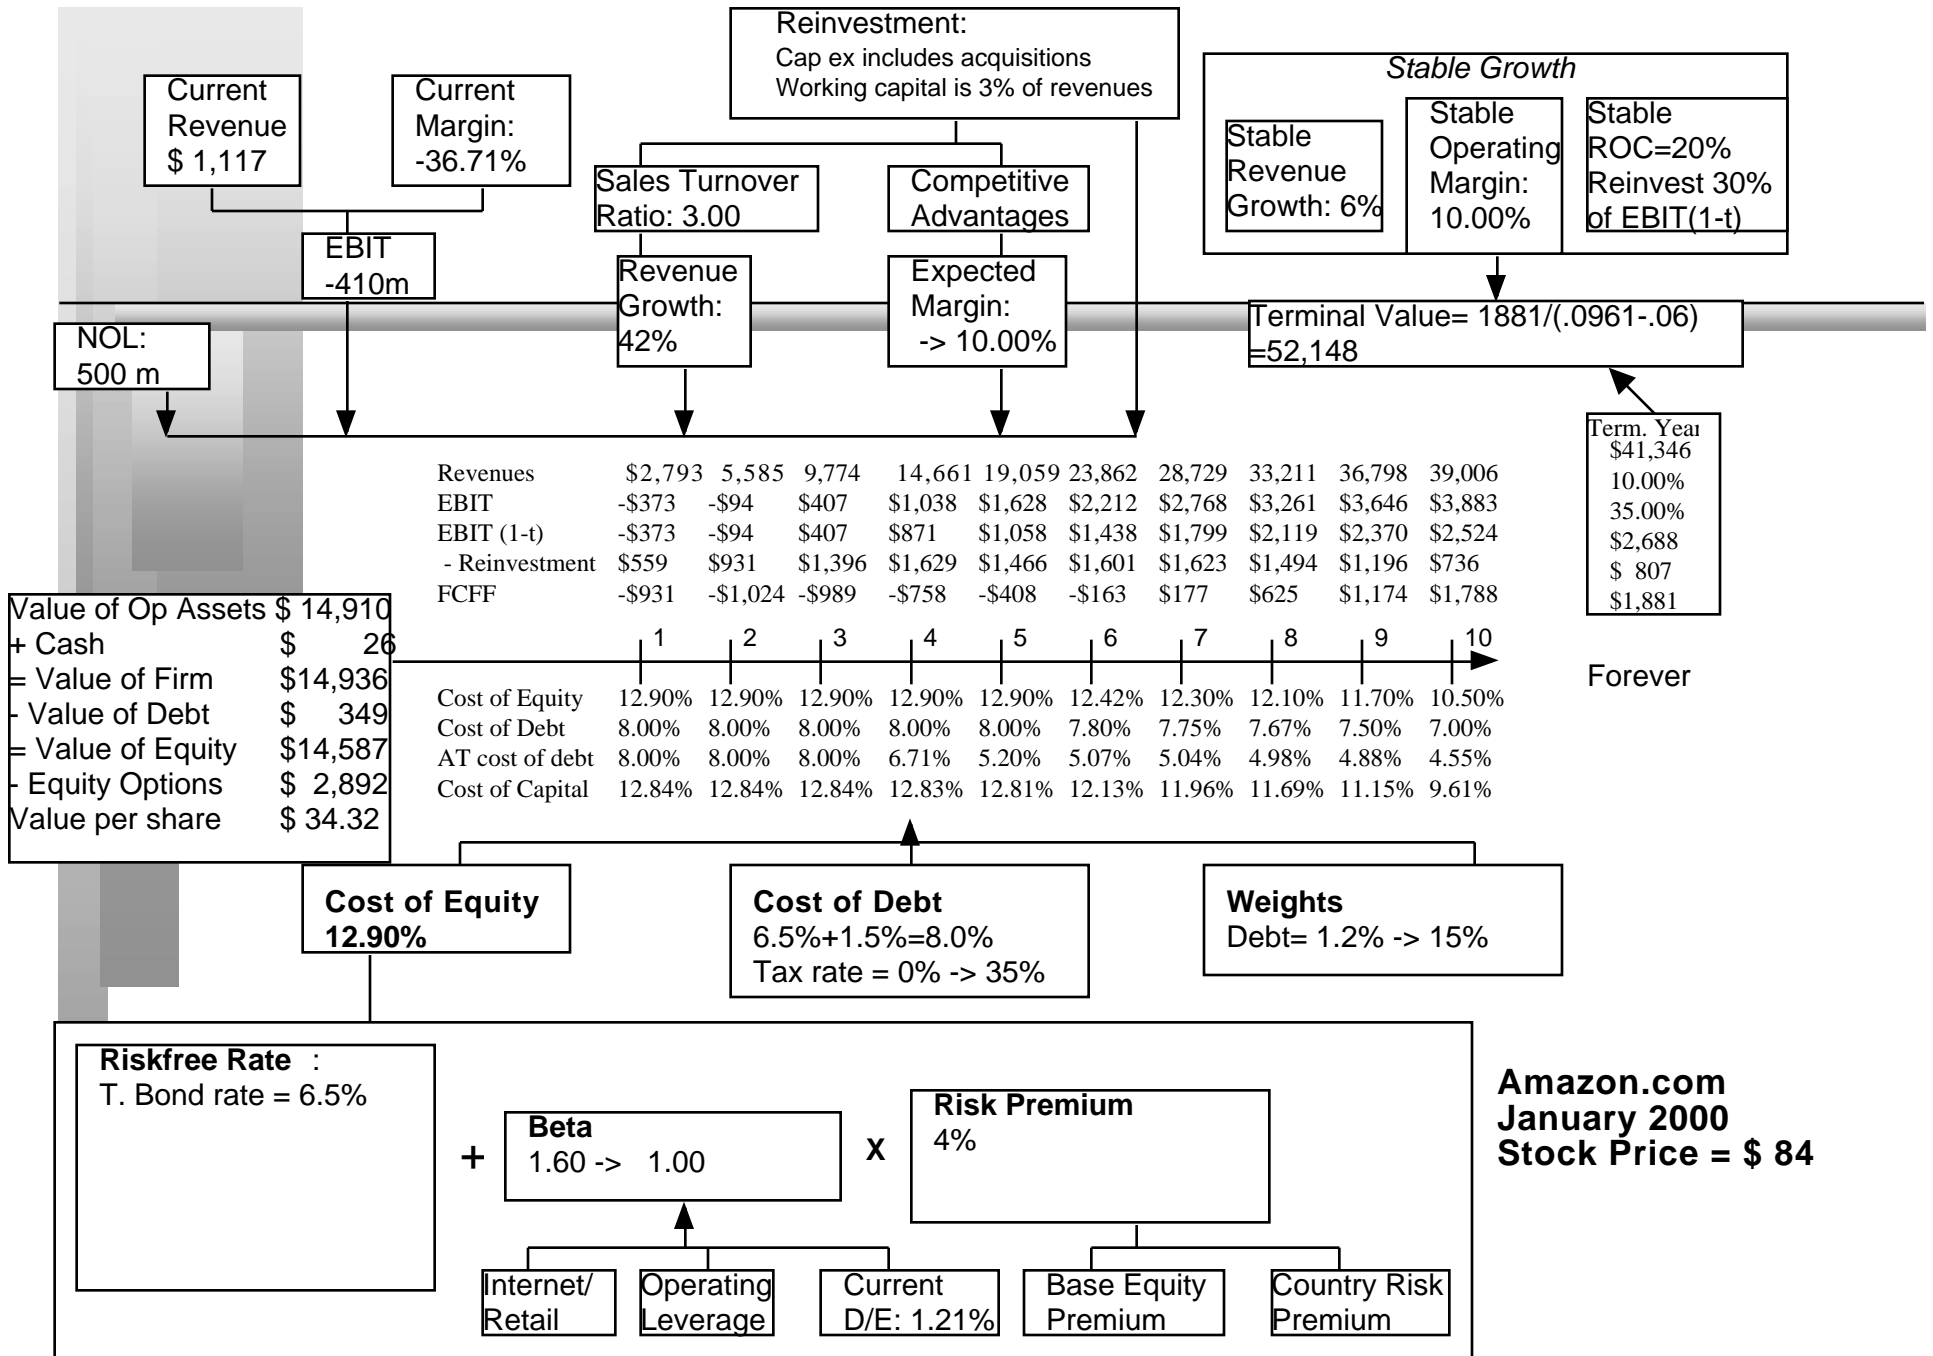 Reinvestment:
Cap ex includes acquisitions
Working capital is 3% of revenues
Current
Revenue
$ 1,117
Current
Margin:
-36.71%
EBIT
-410m
NOL:
500 m
Sales Turnover
Ratio: 3.00
Competitive
Advantages
Revenue
Growth:
42%
Expected
Margin:
-> 10.00%
Stable Growth
Stable
Revenue
Growth: 6%
Stable
Operating
Margin:
10.00%
Stable
ROC=20%
Reinvest 30%
of EBIT(1-t)
Terminal Value= 1881/(.0961-.06)
=52,148
Term. Year
$41,346
10.00%
35.00%
$2,688
$ 807
$1,881
Revenues $2,793 5,585 9,774 14,661 19,059 23,862 28,729 33,211 36,798 39,006
EBIT -$373 -$94 $407 $1,038 $1,628 $2,212 $2,768 $3,261 $3,646 $3,883
EBIT (1-t) -$373 -$94 $407 $871 $1,058 $1,438 $1,799 $2,119 $2,370 $2,524
- Reinvestment $559 $931 $1,396 $1,629 $1,466 $1,601 $1,623 $1,494 $1,196 $736
FCFF -$931 -$1,024 -$989 -$758 -$408 -$163 $177 $625 $1,174 $1,788
1 2 3 4 5 6 7 8 9 10
Forever
Value of Op Assets $ 14,910
+ Cash $ 26
= Value of Firm $14,936
- Value of Debt $ 349
= Value of Equity $14,587
- Equity Options $ 2,892
Value per share $ 34.32
Cost of Equity 12.90% 12.90% 12.90% 12.90% 12.90% 12.42% 12.30% 12.10% 11.70% 10.50%
Cost of Debt 8.00% 8.00% 8.00% 8.00% 8.00% 7.80% 7.75% 7.67% 7.50% 7.00%
AT cost of debt 8.00% 8.00% 8.00% 6.71% 5.20% 5.07% 5.04% 4.98% 4.88% 4.55%
Cost of Capital 12.84% 12.84% 12.84% 12.83% 12.81% 12.13% 11.96% 11.69% 11.15% 9.61%
Cost of Equity
12.90%
Cost of Debt
6.5%+1.5%=8.0%
Tax rate = 0% -> 35%
Weights
Debt= 1.2% -> 15%
Riskfree Rate :
T. Bond rate = 6.5%
+
Beta
1.60 -> 1.00
X
Risk Premium
4%
Internet/
Retail
Operating
Leverage
Current
D/E: 1.21%
Base Equity
Premium
Country Risk
Premium
Amazon.com
January 2000
Stock Price = $ 84